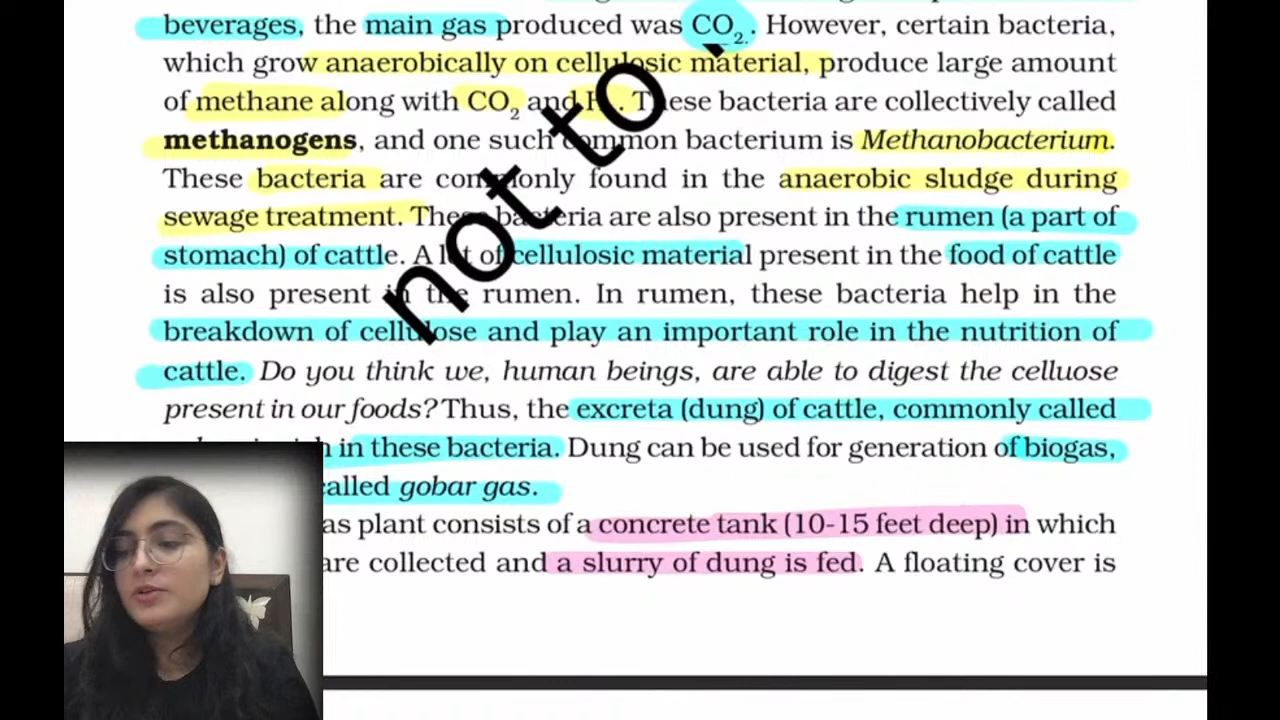 beverages, the main gas produced was CO2. However, certain bacteria,
which grow anaerobically on cellulosic material, produce large amount
of methane along with CO2 and These bacteria are collectively called
methanogens, and one such common bacterium is Methanobacterium.
These bacteria are commonly found in the anaerobic sludge during
sewage treatment. These bacteria are also present in the rumen (a part of
stomach) of cattle. A lot of cellulosic material present in the food of cattle
is also present in the rumen. In rumen, these bacteria help in the
breakdown of cellulose and play an important role in the nutrition of
cattle. Do you think we, human beings, are able to digest the celluose
present in our foods? Thus, the excreta (dung) of cattle, commonly called
in these bacteria. Dung can be used for generation of biogas,
called gobar gas.
as plant consists of a concrete tank (10-15 feet deep) in which
are collected and a slurry of dung is fed. A floating cover is
not to